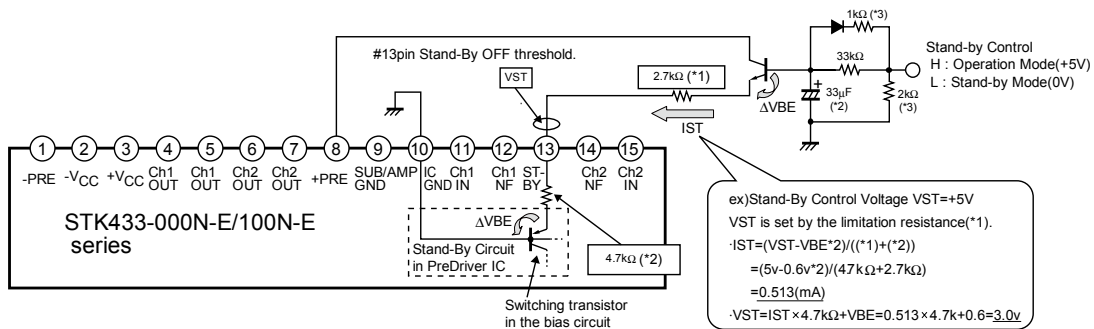 #13pin Stand-By OFF threshold.
VST
2.7kΩ (*1)
ΔVBE
IST
1kΩ (*3)
33kΩ
+
33μF
(*2)
2kΩ
(*3)
Stand-by Control
H : Operation Mode(+5V)
L : Stand-by Mode(0V)
1 2 3 4 5 6 7 8 9 10 11 12 13 14 15
-PRE
-VCC
+VCC
Ch1
OUT
Ch1
OUT
Ch2
OUT
Ch2
OUT
+PRE
SUB/AMP
GND
IC
GND
Ch1
IN
Ch1
NF
ST-
BY
Ch2
NF
Ch2
IN
STK433-000N-E/100N-E
series
ΔVBE
Stand-By Circuit
in PreDriver IC
4.7kΩ (*2)
Switching transistor
in the bias circuit
ex)Stand-By Control Voltage VST=+5V
VST is set by the limitation resistance(*1).
·IST=(VST-VBE*2)/((*1)+(*2))
=(5v-0.6v*2)/(47kΩ+2.7kΩ)
=0.513(mA)
·VST=IST×4.7kΩ+VBE=0.513×4.7k+0.6=3.0v